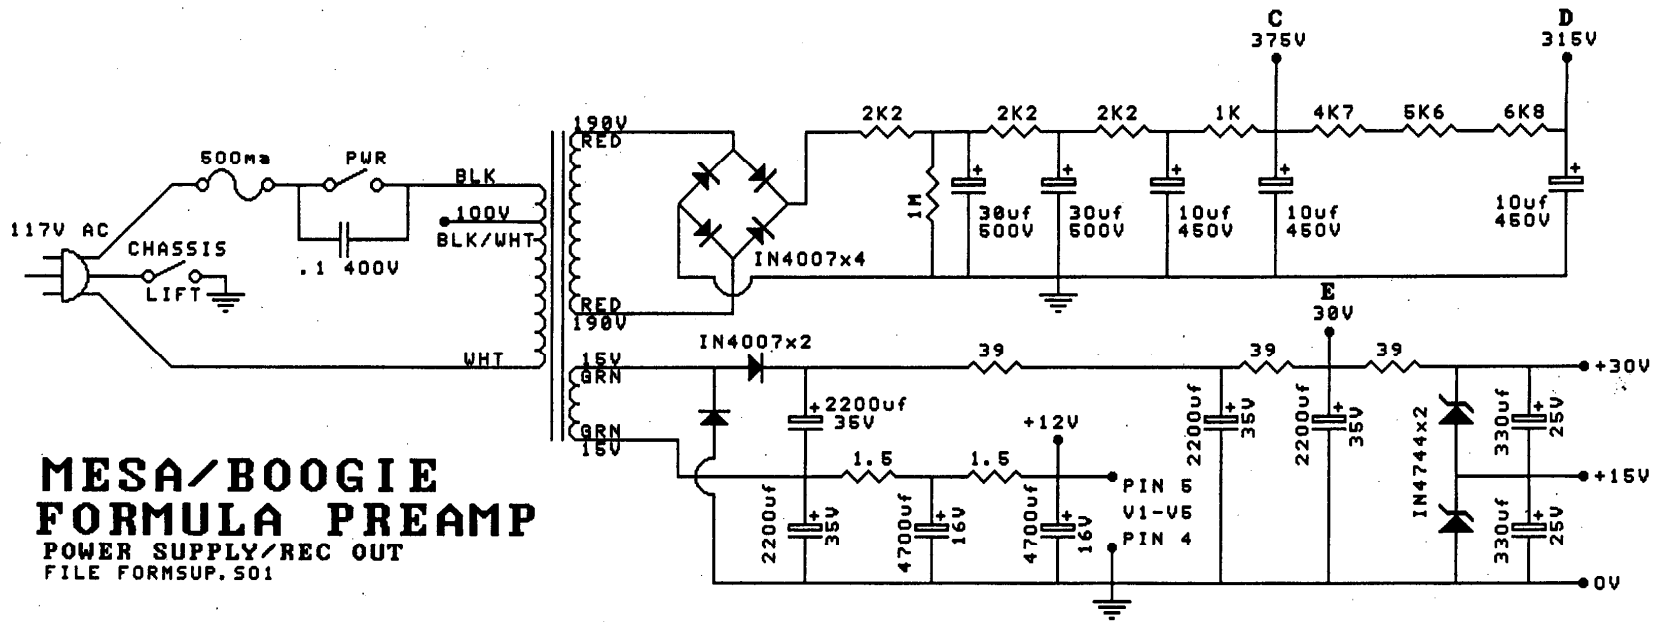 C
375V
D
315V
2K2
2K2
2K2
1K
4K7
5K6
6K8
190V
RED
500ma
PWR
BLK
100V
BLK/WHT
117V AC
CHASSIS
LIFT
.1 400V
WHT
1M
30uf
500V
30uf
500V
10uf
450V
10uf
450V
10uf
450V
IN4007x4
RED
190V
E
30V
IN4007x2
15V
GRN
39
39
39
+30V
2200uf
35V
+12V
2200uf
35V
2200uf
35V
IN4744x2
330uf
25V
GRN
15V
1.5
1.5
+15V
PIN 5
V1-V5
PIN 4
2200uf
35V
4700uf
16V
4700uf
16V
330uf
25V
0V
MESA/BOOGIE
FORMULA PREAMP
POWER SUPPLY/REC OUT
FILE FORMSUP.S01